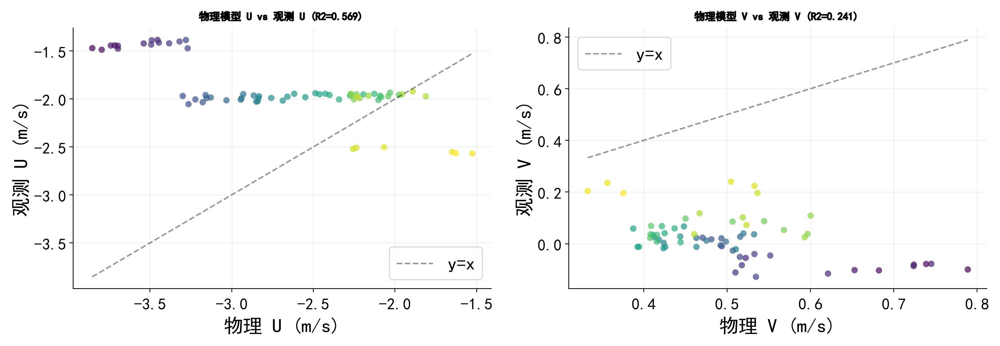 物理模型 U vs 观测 U (R2=0.569)
−1.5
−2.0
−2.5
−3.0
−3.5
观测 U (m/s)
y=x
−3.5 −3.0 −2.5 −2.0 −1.5
物理 U (m/s)
物理模型 V vs 观测 V (R2=0.241)
0.8
0.6
0.4
0.2
0.0
观测 V (m/s)
y=x
0.4 0.5 0.6 0.7 0.8
物理 V (m/s)